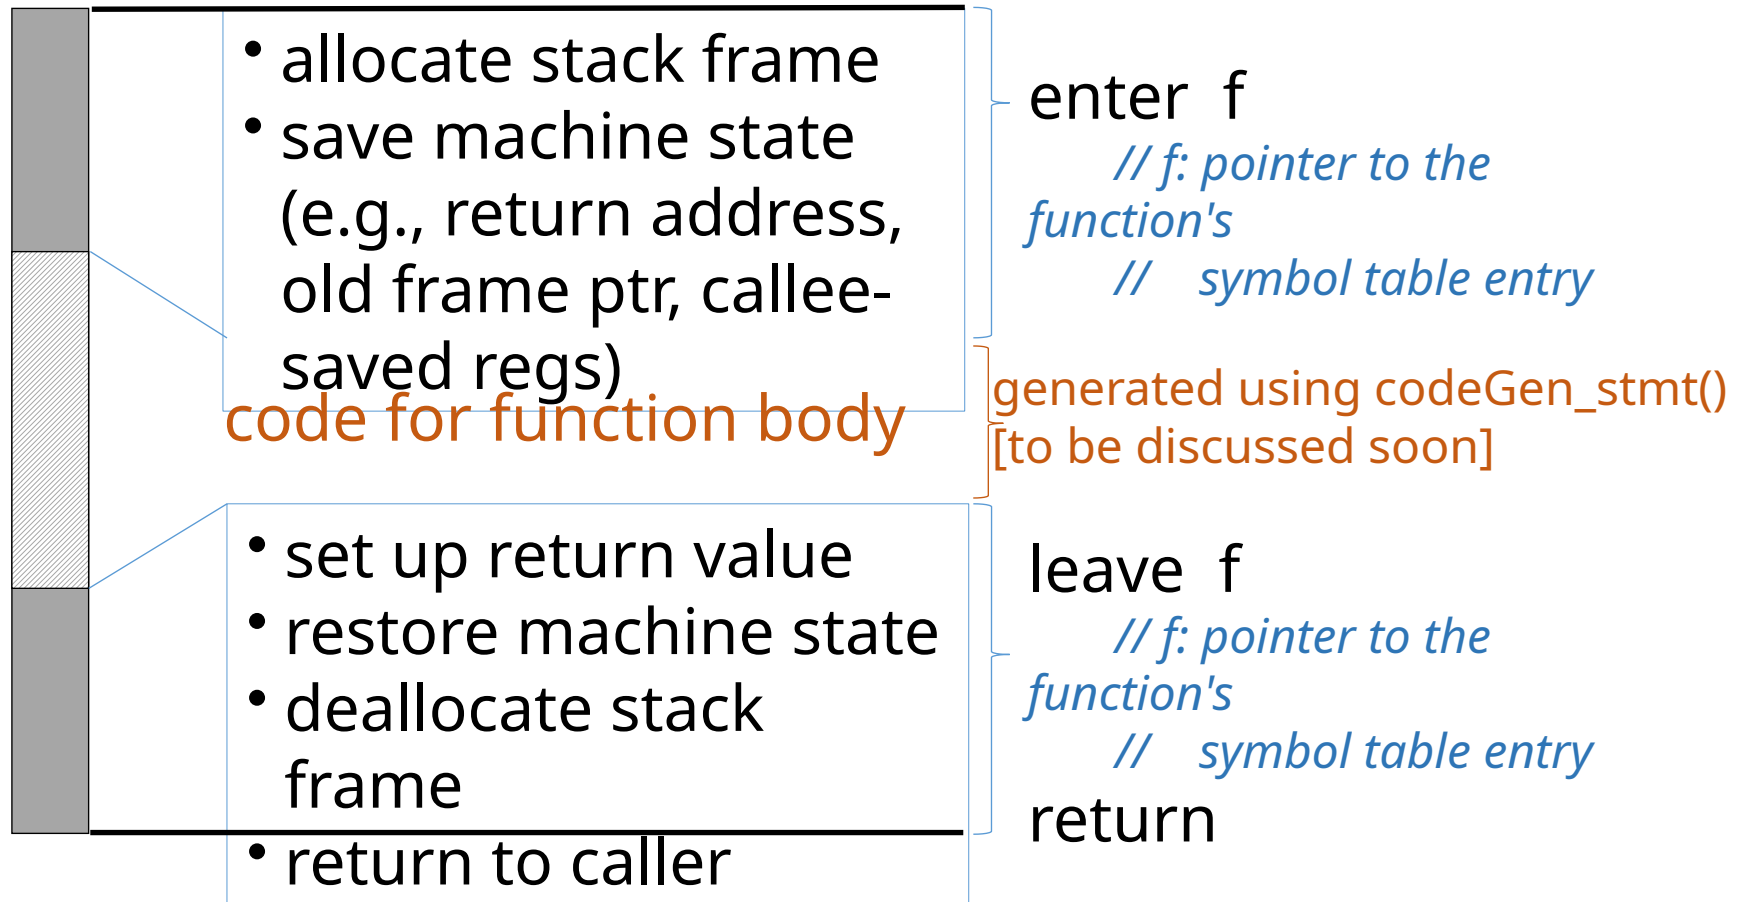 • allocate stack frame
• save machine state
(e.g., return address,
old frame ptr, callee-
saved regs)
enter f
// f: pointer to the
function's
// symbol table entry
code for function body
generated using codeGen_stmt()
[to be discussed soon]
• set up return value
• restore machine state
• deallocate stack
frame
• return to caller
leave f
// f: pointer to the
function's
// symbol table entry
return